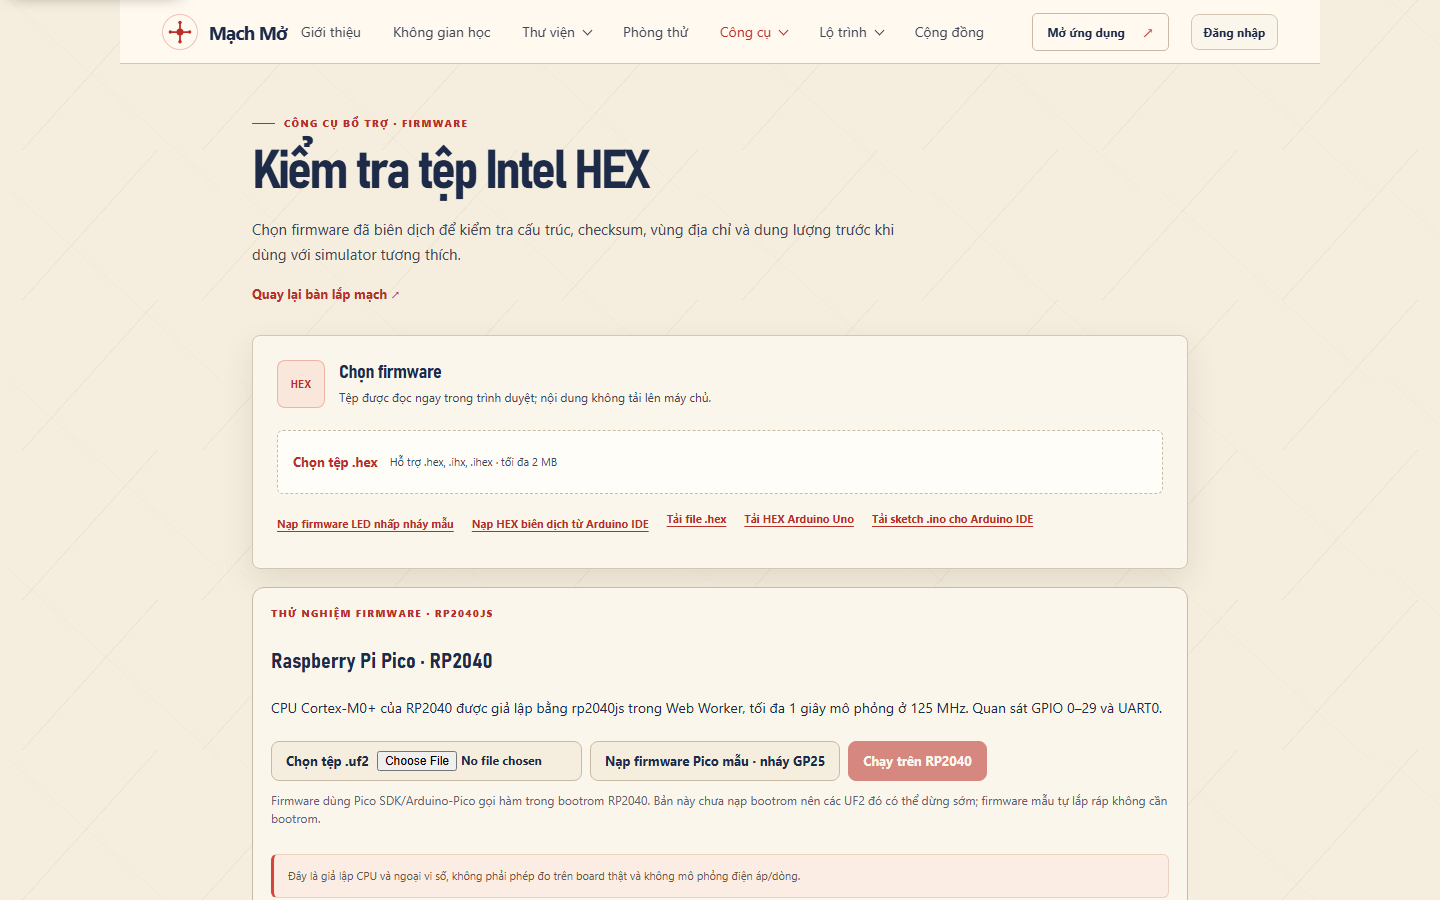 Mạch Mở
Giới thiệu
Không gian học
Thư viện
Phòng thử
Công cụ
Lộ trình
Cộng đồng
Mở ứng dụng ↗
Đăng nhập
CÔNG CỤ BỔ TRỢ · FIRMWARE
Kiểm tra tệp Intel HEX
Chọn firmware đã biên dịch để kiểm tra cấu trúc, checksum, vùng địa chỉ và dung lượng trước khi
dùng với simulator tương thích.
Quay lại bàn lắp mạch ↗
HEX
Chọn firmware
Tệp được đọc ngay trong trình duyệt; nội dung không tải lên máy chủ.
Chọn tệp .hex Hỗ trợ .hex, .ihx, .ihex · tối đa 2 MB
Nạp firmware LED nhấp nháy mẫu
Nạp HEX biên dịch từ Arduino IDE
Tải file .hex
Tải HEX Arduino Uno
Tải sketch .ino cho Arduino IDE
THỬ NGHIỆM FIRMWARE · RP2040JS
Raspberry Pi Pico · RP2040
CPU Cortex-M0+ của RP2040 được giả lập bằng rp2040js trong Web Worker, tối đa 1 giây mô phỏng ở 125 MHz. Quan sát GPIO 0–29 và UART0.
Chọn tệp .uf2 Choose File No file chosen
Nạp firmware Pico mẫu · nháy GP25
Chạy trên RP2040
Firmware dùng Pico SDK/Arduino-Pico gọi hàm trong bootrom RP2040. Bản này chưa nạp bootrom nên các UF2 đó có thể dừng sớm; firmware mẫu tự lắp ráp không cần
bootrom.
Đây là giả lập CPU và ngoại vi số, không phải phép đo trên board thật và không mô phỏng điện áp/dòng.